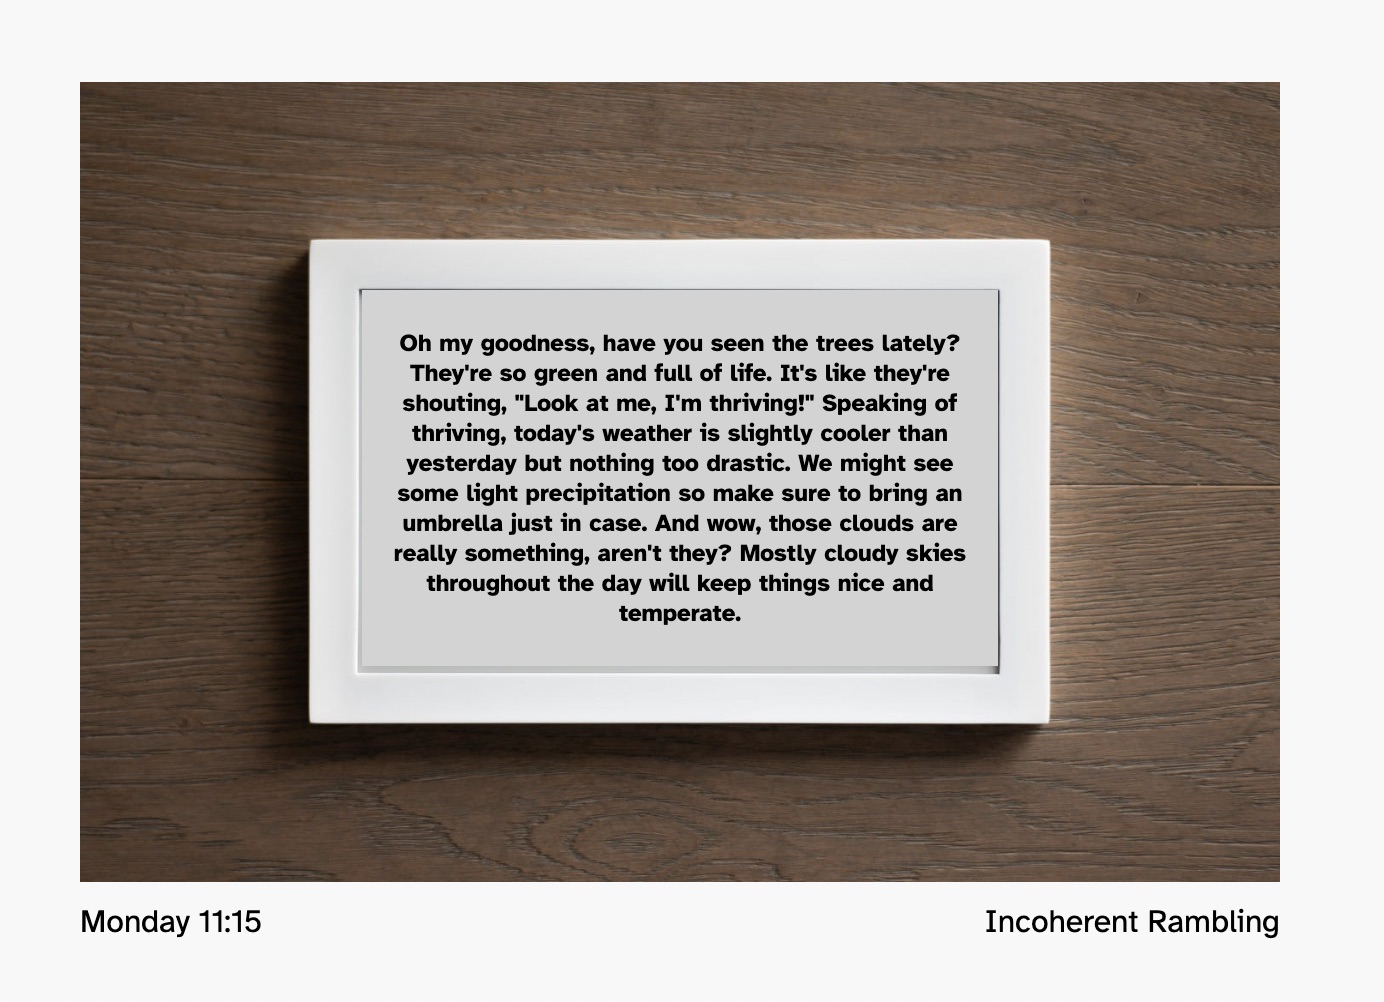 Oh my goodness, have you seen the trees lately?
They're so green and full of life. It's like they're
shouting, "Look at me, I'm thriving!" Speaking of
thriving, today's weather is slightly cooler than
yesterday but nothing too drastic. We might see
some light precipitation so make sure to bring an
umbrella just in case. And wow, those clouds are
really something, aren't they? Mostly cloudy skies
throughout the day will keep things nice and
temperate.
Monday 11:15
Incoherent Rambling